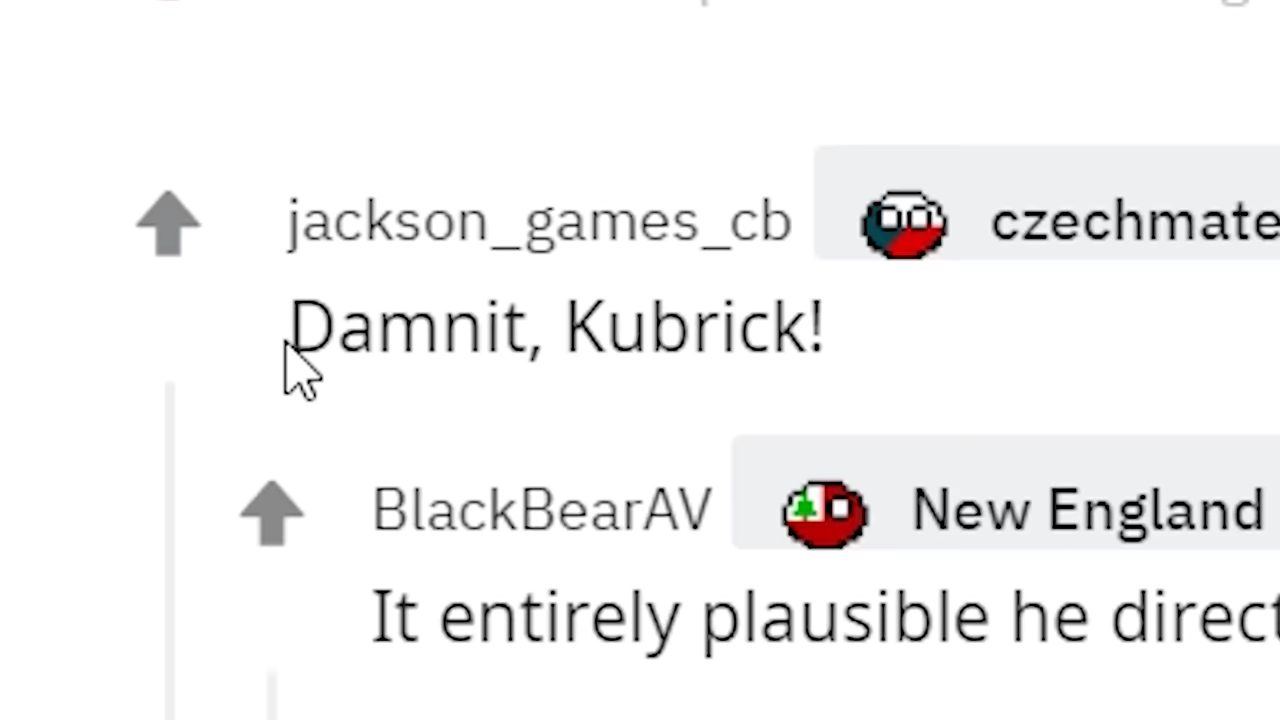 jackson_games_cb czechmate
Damnit, Kubrick!
BlackBearAV New England
It entirely plausible he direct